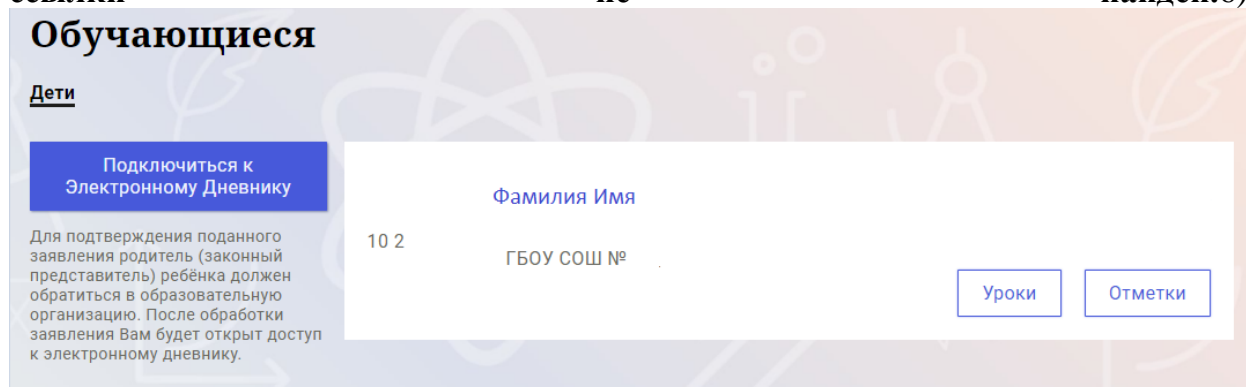 Обучающиеся
Дети
Подключиться к
Электронному Дневнику
Для подтверждения поданного
заявления родитель (законный
представитель) ребёнка должен
обратиться в образовательную
организацию. После обработки
заявления Вам будет открыт доступ
к электронному дневнику.
Фамилия Имя
10 2
ГБОУ СОШ №
Уроки
Отметки